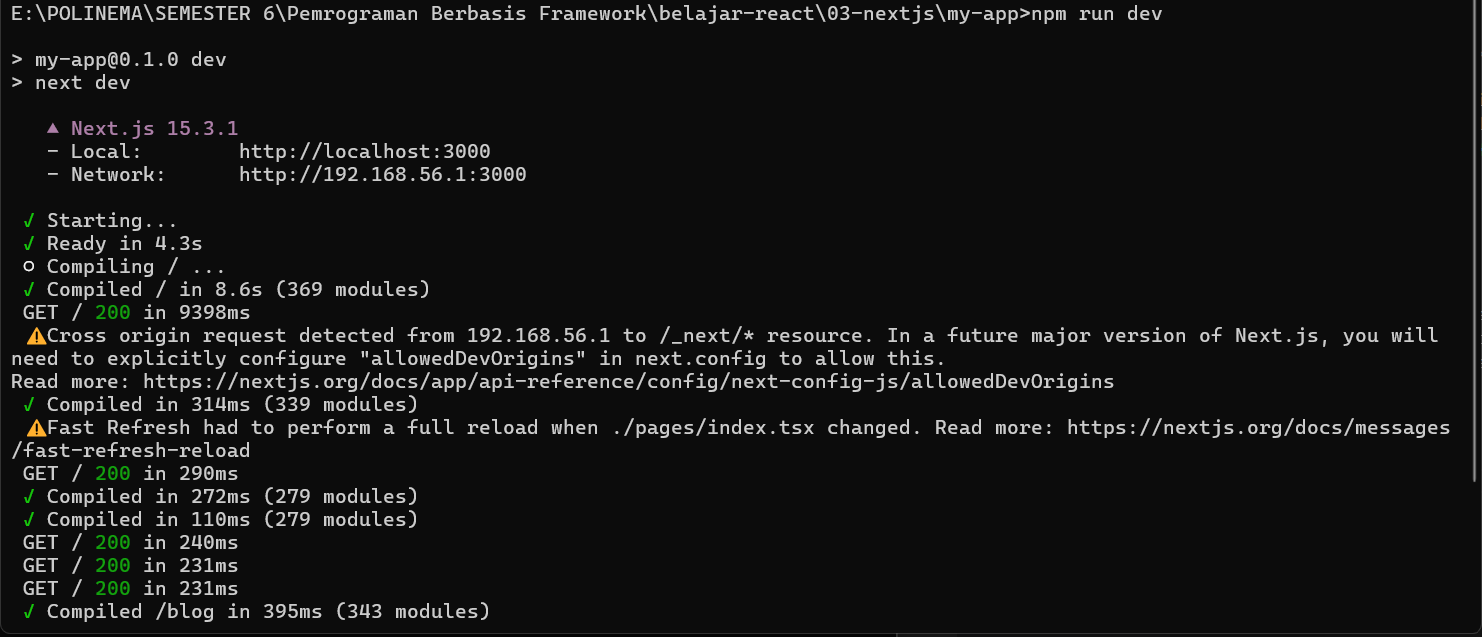 E:\POLINEMA\SEMESTER 6\Pemrograman Berbasis Framework\belajar-react\03-nextjs\my-app>npm run dev
> my-app@0.1.0 dev
> next dev
▲ Next.js 15.3.1
- Local: http://localhost:3000
- Network: http://192.168.56.1:3000
✓ Starting...
✓ Ready in 4.3s
○ Compiling / ...
✓ Compiled / in 8.6s (369 modules)
GET / 200 in 9398ms
⚠Cross origin request detected from 192.168.56.1 to /_next/* resource. In a future major version of Next.js, you will
need to explicitly configure "allowedDevOrigins" in next.config to allow this.
Read more: https://nextjs.org/docs/app/api-reference/config/next-config-js/allowedDevOrigins
✓ Compiled in 314ms (339 modules)
⚠Fast Refresh had to perform a full reload when ./pages/index.tsx changed. Read more: https://nextjs.org/docs/messages
/fast-refresh-reload
GET / 200 in 290ms
✓ Compiled in 272ms (279 modules)
✓ Compiled in 110ms (279 modules)
GET / 200 in 240ms
GET / 200 in 231ms
GET / 200 in 231ms
✓ Compiled /blog in 395ms (343 modules)